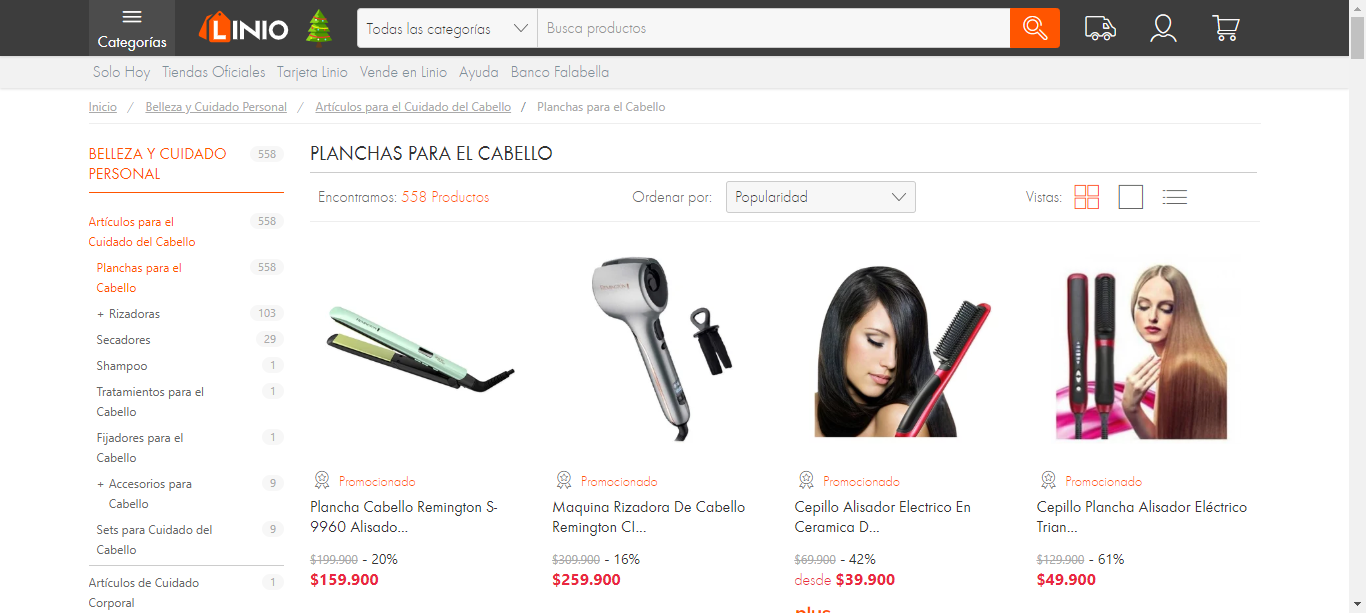 Categorías
LINIO
Todas las categorías
Busca productos
Solo Hoy Tiendas Oficiales Tarjeta Linio Vende en Linio Ayuda Banco Falabella
Inicio / Belleza y Cuidado Personal / Artículos para el Cuidado del Cabello / Planchas para el Cabello
BELLEZA Y CUIDADO 558
PERSONAL
Artículos para el 558
Cuidado del Cabello
Planchas para el 558
Cabello
+ Rizadoras 103
Secadores 29
Shampoo 1
Tratamientos para el 1
Cabello
Fijadores para el 1
Cabello
+ Accesorios para 9
Cabello
Sets para Cuidado del 9
Cabello
Artículos de Cuidado 1
Corporal
PLANCHAS PARA EL CABELLO
Encontramos: 558 Productos
Ordenar por: Popularidad
Vistas:
Promocionado
Plancha Cabello Remington S-
9960 Alisado...
$199.900 - 20%
$159.900
Promocionado
Maquina Rizadora De Cabello
Remington CI...
$309.900 - 16%
$259.900
Promocionado
Cepillo Alisador Electrico En
Ceramica D...
$69.900 - 42%
desde $39.900
plus
Promocionado
Cepillo Plancha Alisador Eléctrico
Trian...
$129.900 - 61%
$49.900